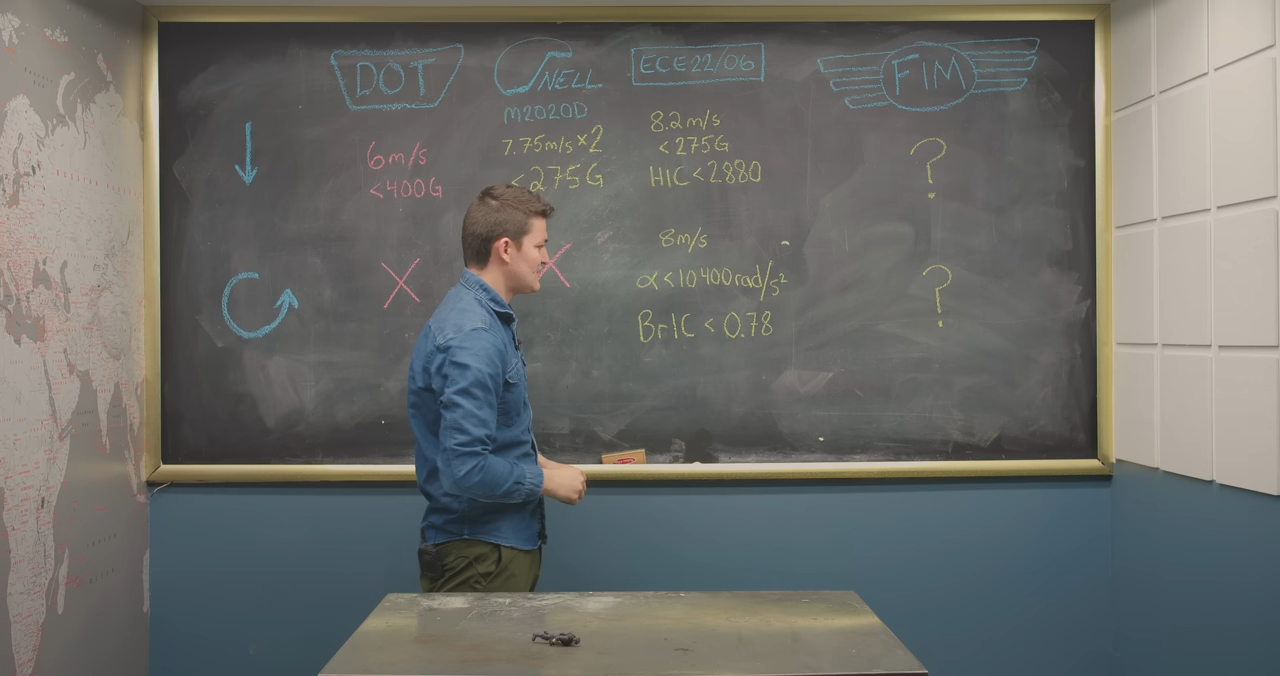 DOT
SNELL
ECE22/06
FIM
M2020D
6m/s
<400G
7.75m/s x2
<275G
8.2m/s
<275G
HIC<2880
?
X
X
8m/s
α<10400rad/s²
BrIC < 0.78
?